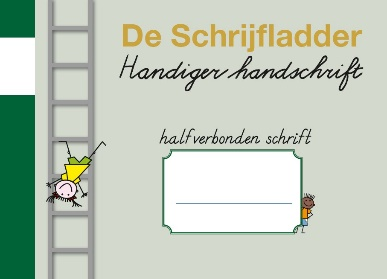 De Schrijfladder
Handiger handschrift
halfverbonden schrift